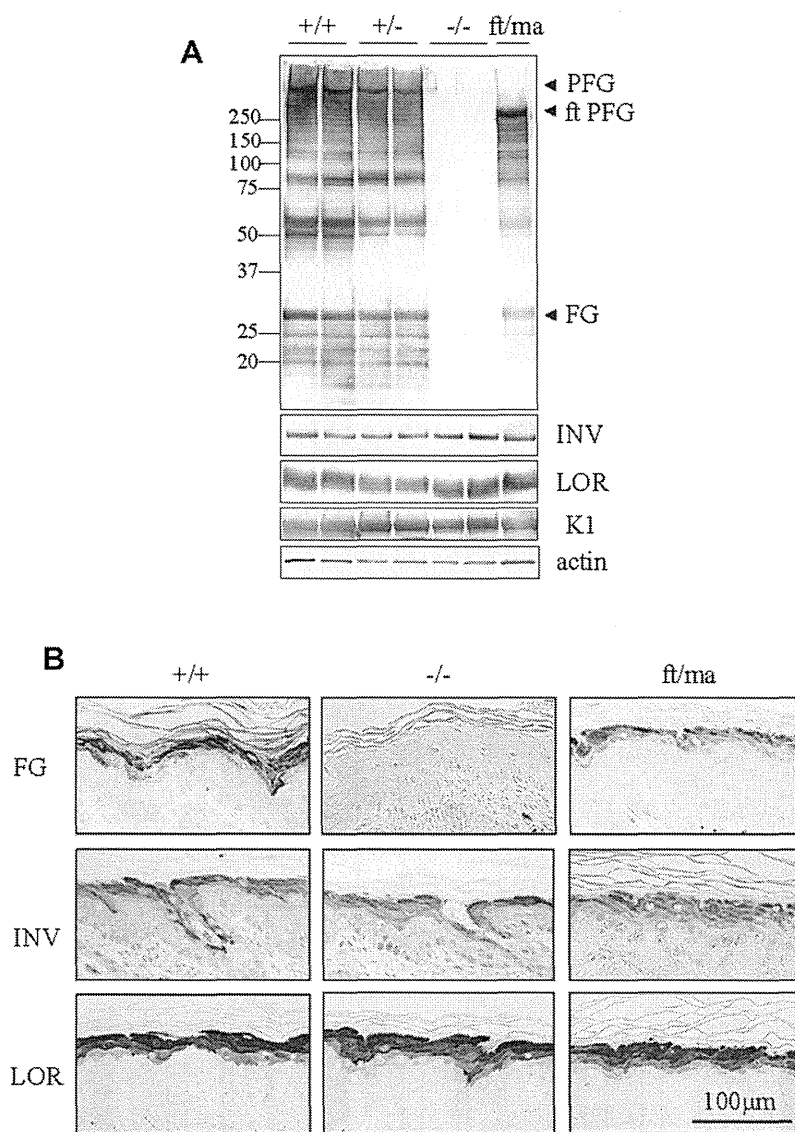 A
+/+ +/- -/- ft/ma
PFG
ft PFG
250
150
100
75
50
37
FG
25
20
INV
LOR
K1
actin
B
+/+ -/- ft/ma
FG
INV
LOR
100µm